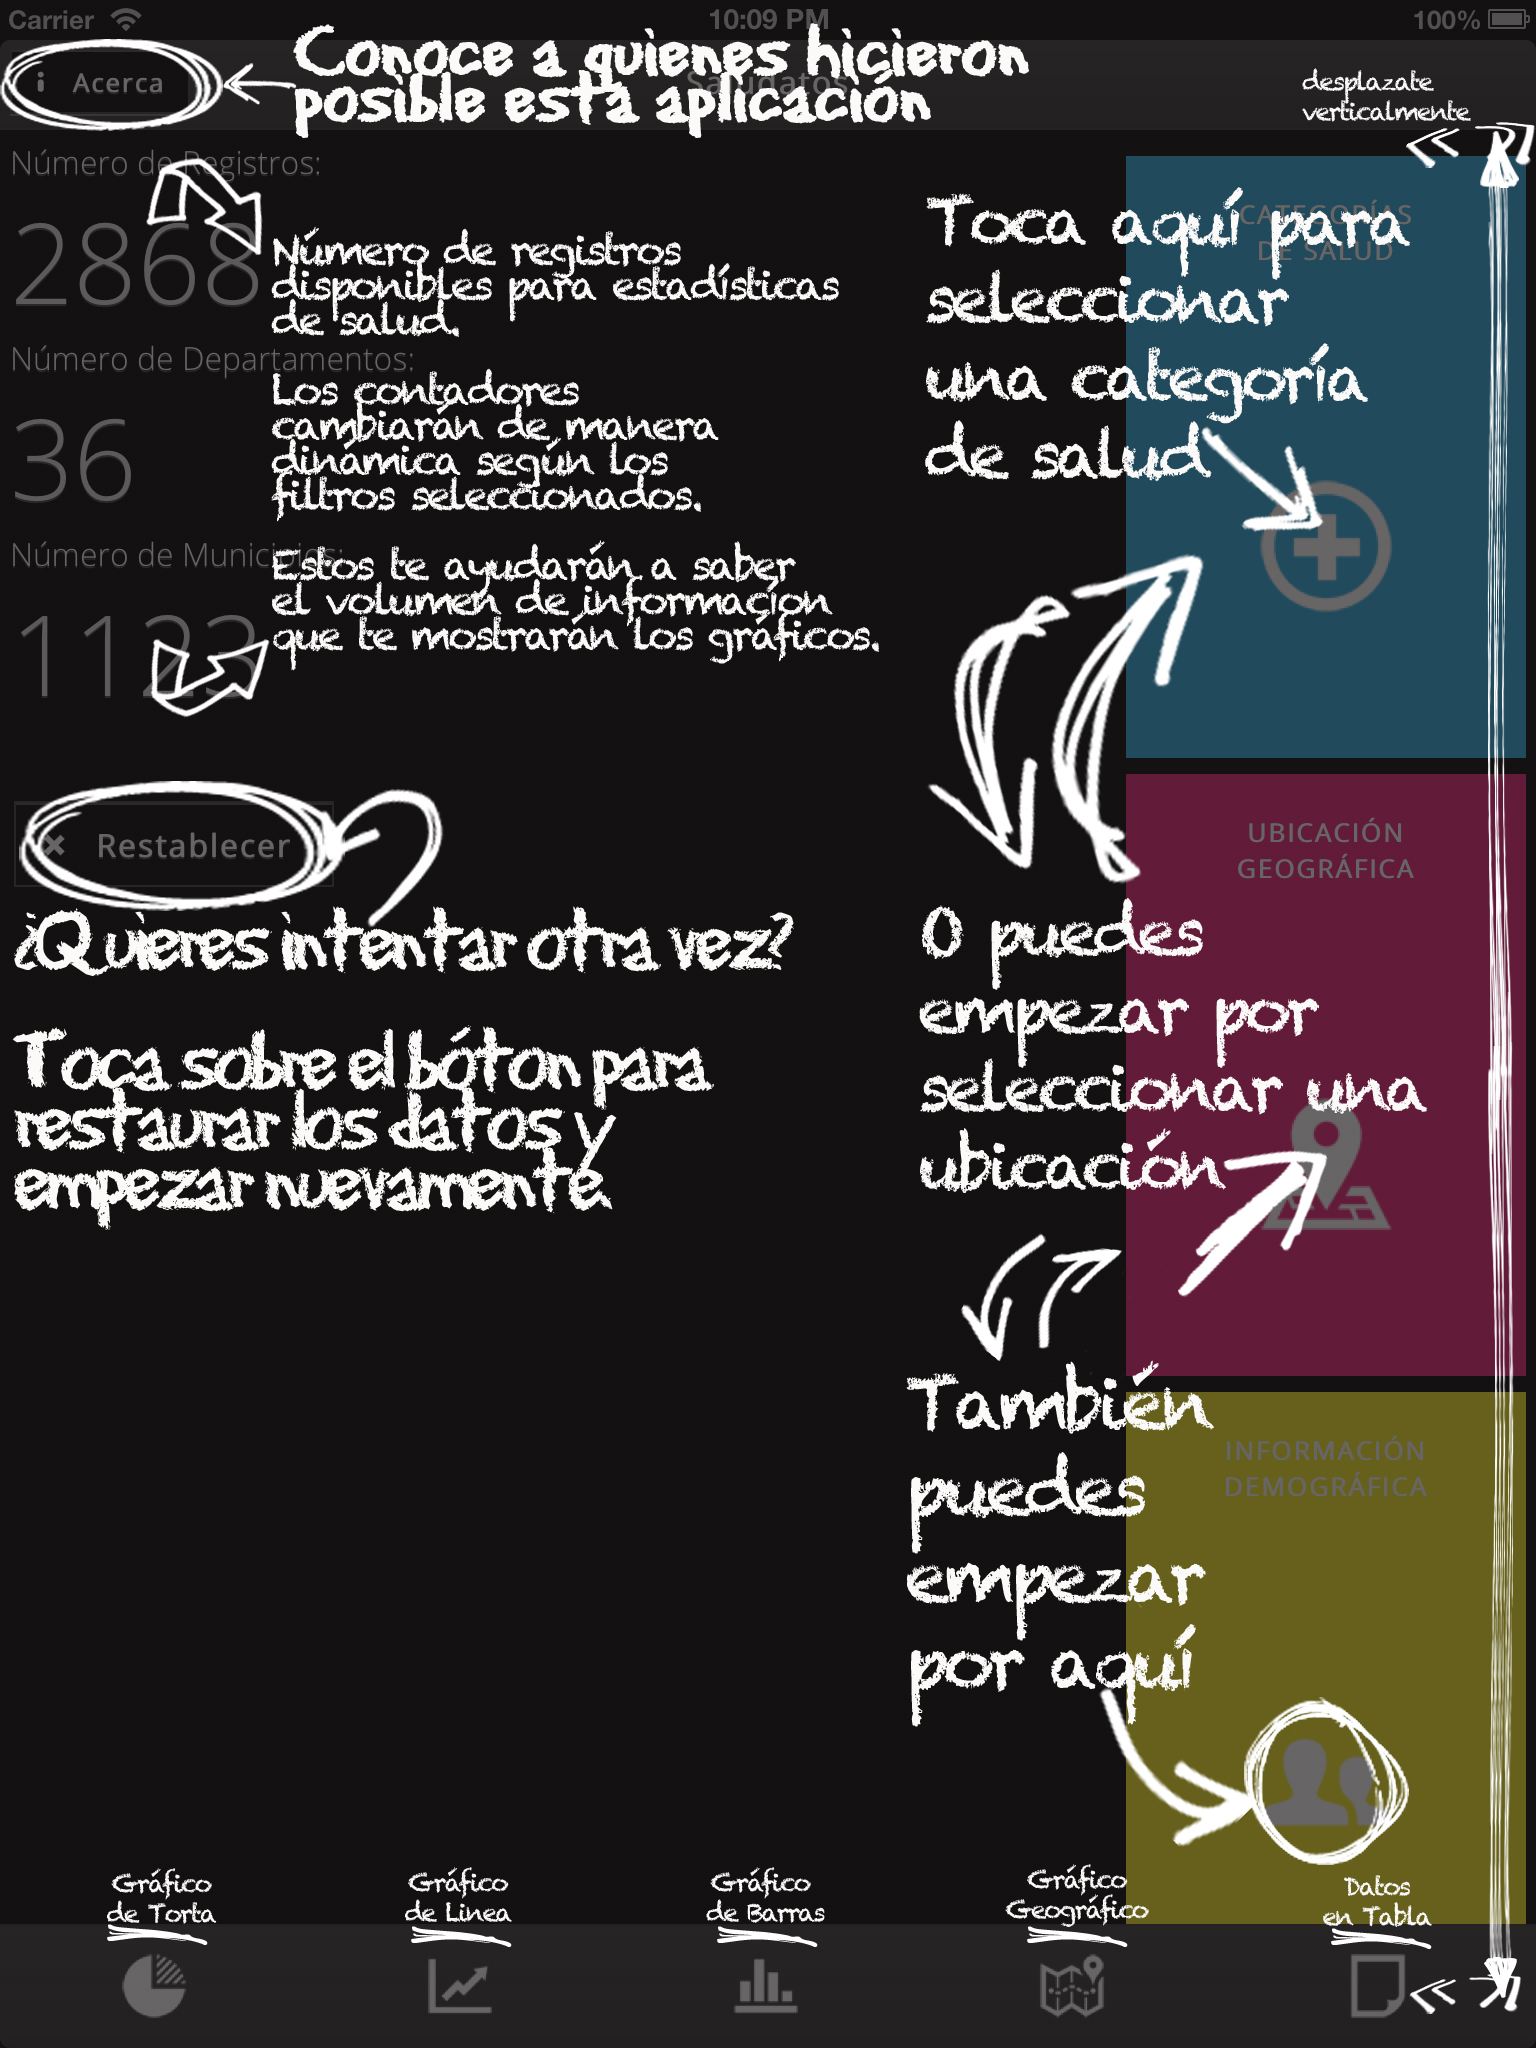 Carrier
10:09 PM
100%
Acerca
Saludatos
Conoce a quienes hicieron
posible esta aplicación
desplazate
verticalmente
Número de Registros:
2868
Número de registros
disponibles para estadísticas
de salud.
Número de Departamentos:
36
Los contadores
cambiarán de manera
dinámica según los
filtros seleccionados.
Número de Municipios:
1123
Estos te ayudarán a saber
el volumen de información
que te mostrarán los gráficos.
Restablecer
¿Quieres intentar otra vez?
Toca sobre el bóton para
restaurar los datos y
empezar nuevamente.
CATEGORÍAS
DE SALUD
Toca aquí para
seleccionar
una categoría
de salud
UBICACIÓN
GEOGRÁFICA
O puedes
empezar por
seleccionar una
ubicación
INFORMACIÓN
DEMOGRÁFICA
También
puedes
empezar
por aquí
Gráfico
de Torta
Gráfico
de Linea
Gráfico
de Barras
Gráfico
Geográfico
Datos
en Tabla